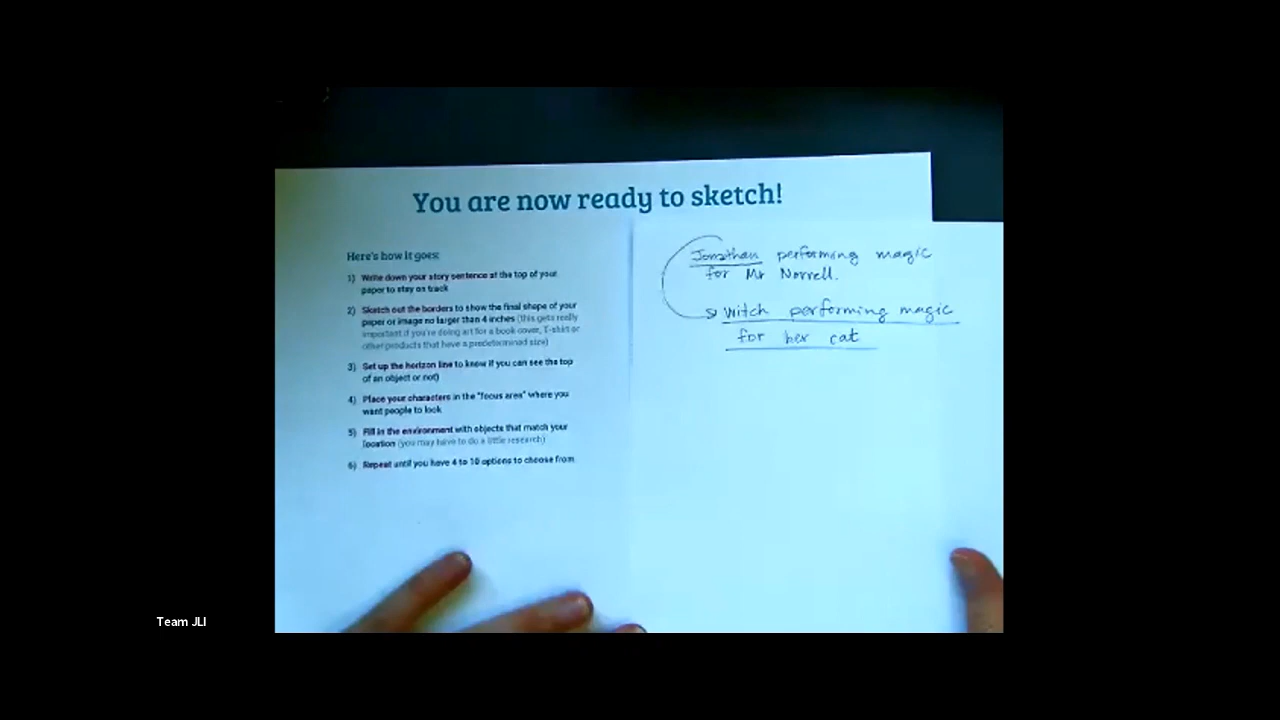 You are now ready to sketch!
Here's how it goes:
1) Write down your story sentence at the top of your
paper to stay on track
2) Sketch out the borders to show the final shape of your
paper or image no larger than 4 inches (this gets really
important if you're doing art for a book cover, T-shirt or
other products that have a predetermined size)
3) Set up the horizon line to know if you can see the top
of an object or not)
4) Place your characters in the "focus area" where you
want people to look
5) Fill in the environment with objects that match your
location (you may have to do a little research)
6) Repeat until you have 4 to 10 options to choose from
Jonathan performing magic
for Mr Norrell.
Witch performing magic
for her cat
Team JLI